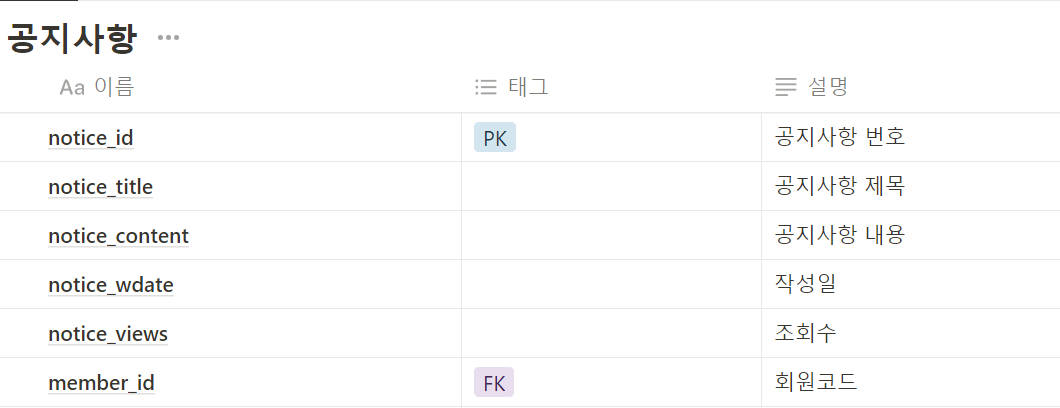 공지사항 ...
Aa 이름 태그 설명
notice_id PK 공지사항 번호
notice_title 공지사항 제목
notice_content 공지사항 내용
notice_wdate 작성일
notice_views 조회수
member_id FK 회원코드